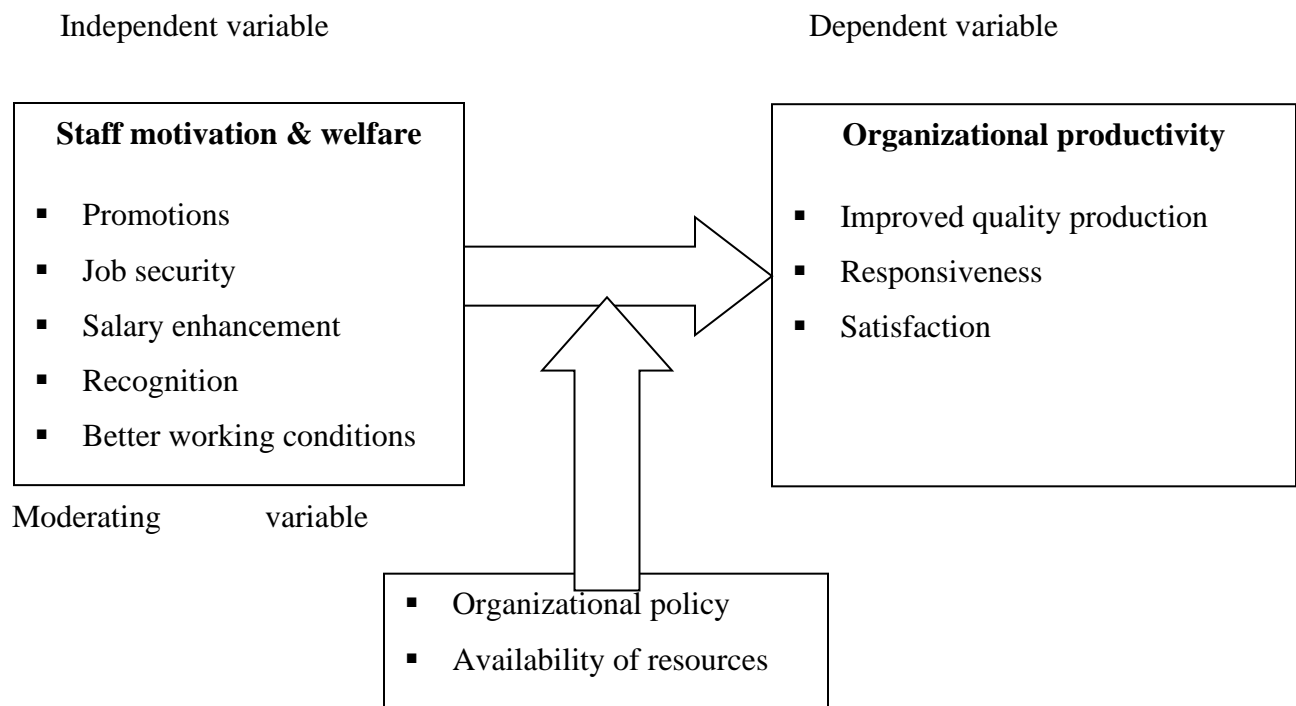 Independent variable
Dependent variable
Staff motivation & welfare
▪ Promotions
▪ Job security
▪ Salary enhancement
▪ Recognition
▪ Better working conditions
Organizational productivity
▪ Improved quality production
▪ Responsiveness
▪ Satisfaction
Moderating variable
▪ Organizational policy
▪ Availability of resources